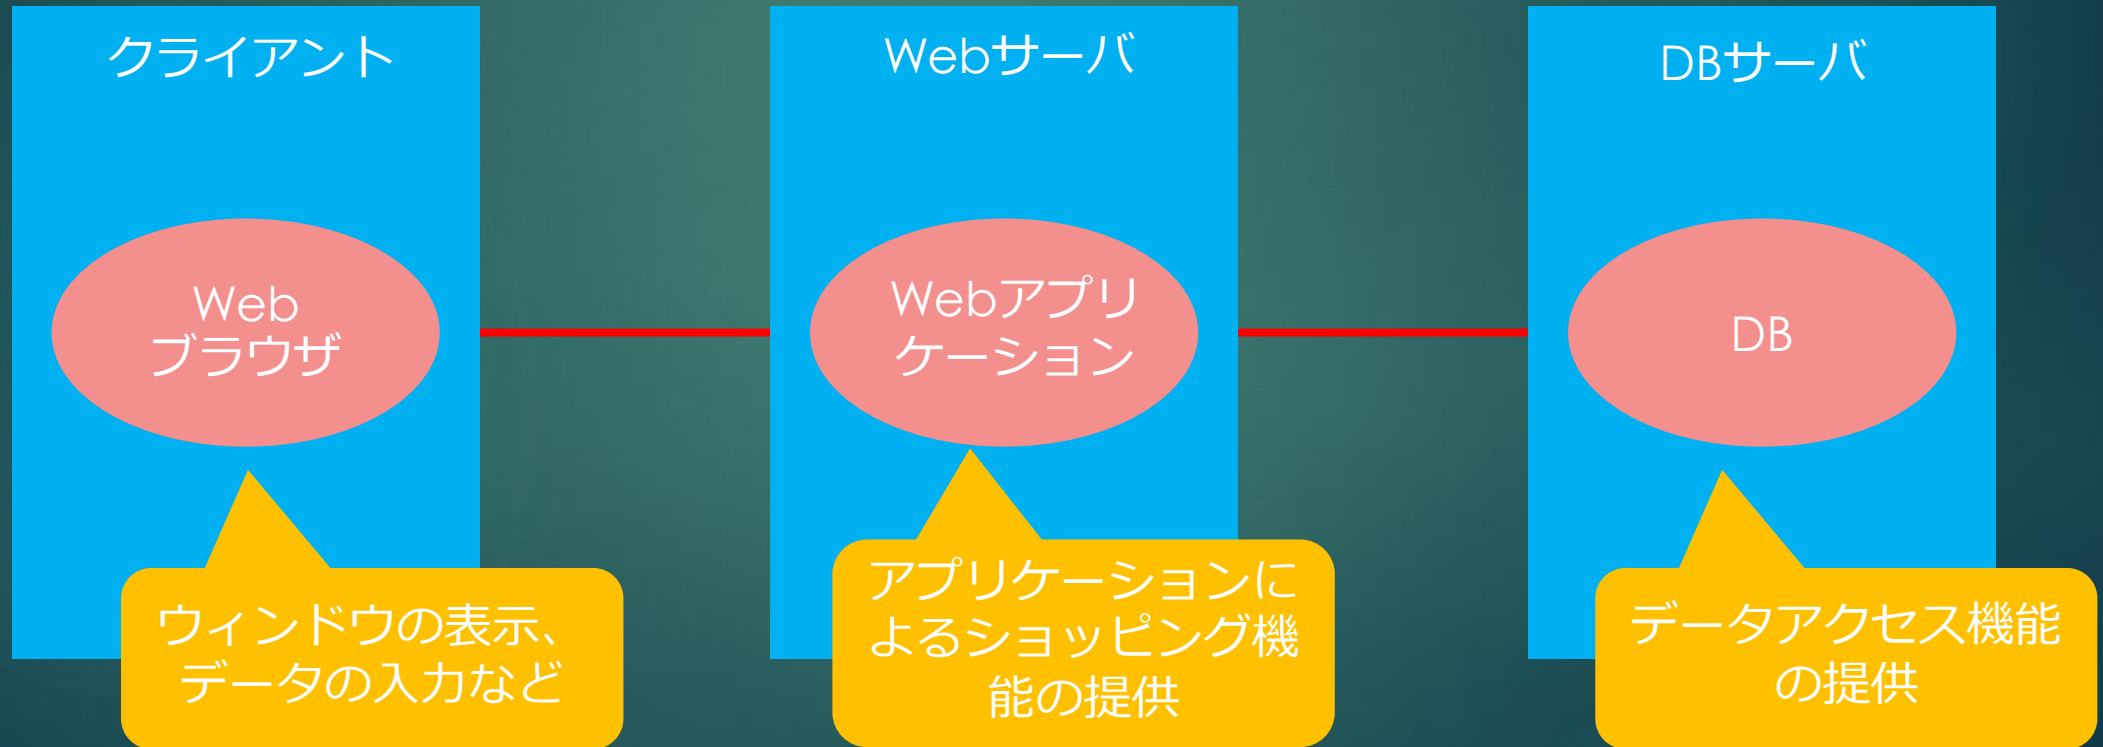 クライアント
Webサーバ
DBサーバ
Web
ブラウザ
Webアプリ
ケーション
DB
ウィンドウの表示、
データの入力など
アプリケーションに
よるショッピング機
能の提供
データアクセス機能
の提供